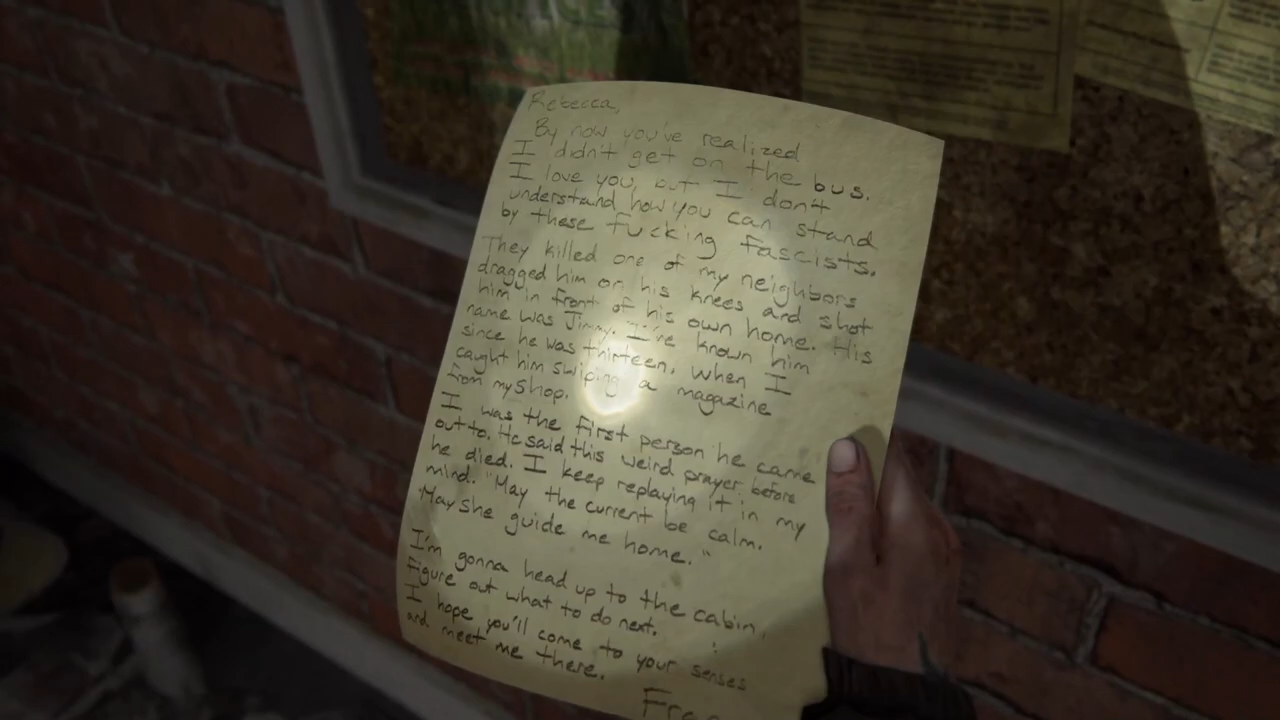 Rebecca,
By now you've realized
I didn't get on the bus.
I love you, but I don't
understand how you can stand
by these fucking fascists.
They killed one of my neighbors
dragged him on his knees and shot
him in front of his own home. His
name was Jimmy. I've known him
since he was thirteen, when I
caught him swiping a magazine
from my shop.
I was the first person he came
out to. He said this weird prayer before
he died. I keep replaying it in my
mind. "May the current be calm.
May she guide me home."
I'm gonna head up to the cabin,
figure out what to do next.
I hope you'll come to your senses
and meet me there.